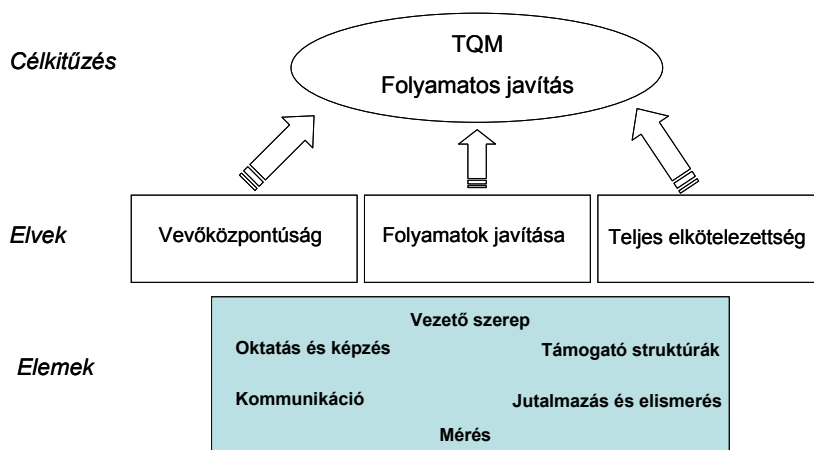 Célkitűzés
TQM
Folyamatos javítás
Elvek
Vevőközpontúság
Folyamatok javítása
Teljes elkötelezettség
Elemek
Vezető szerep
Oktatás és képzés
Támogató struktúrák
Kommunikáció
Jutalmazás és elismerés
Mérés